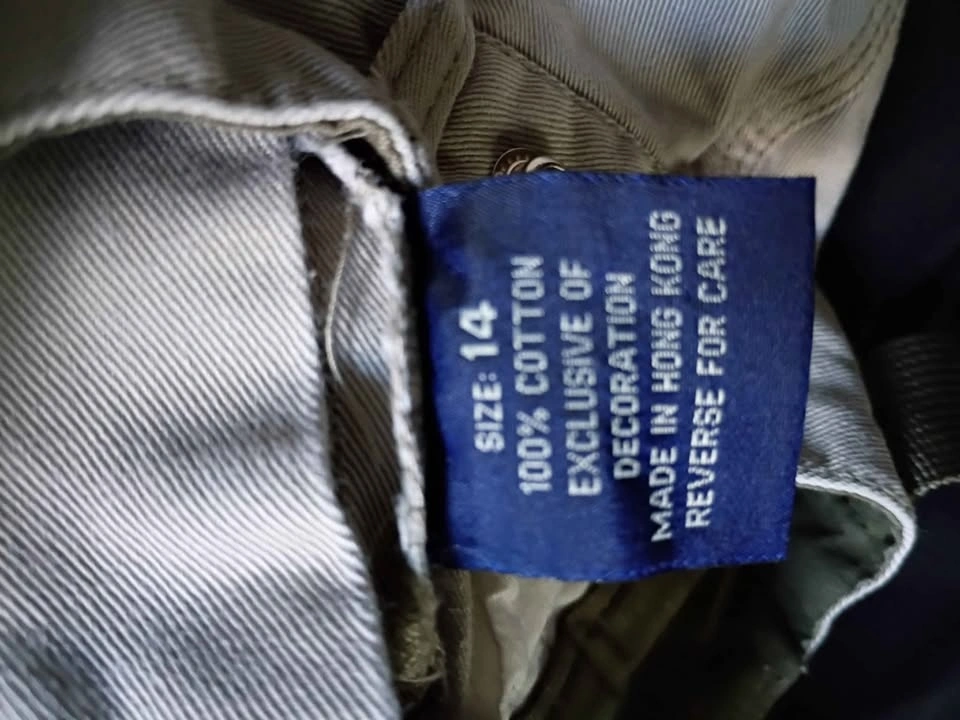 SIZE: 14
100% COTTON
EXCLUSIVE OF
DECORATION
MADE IN HONG KONG
REVERSE FOR CARE